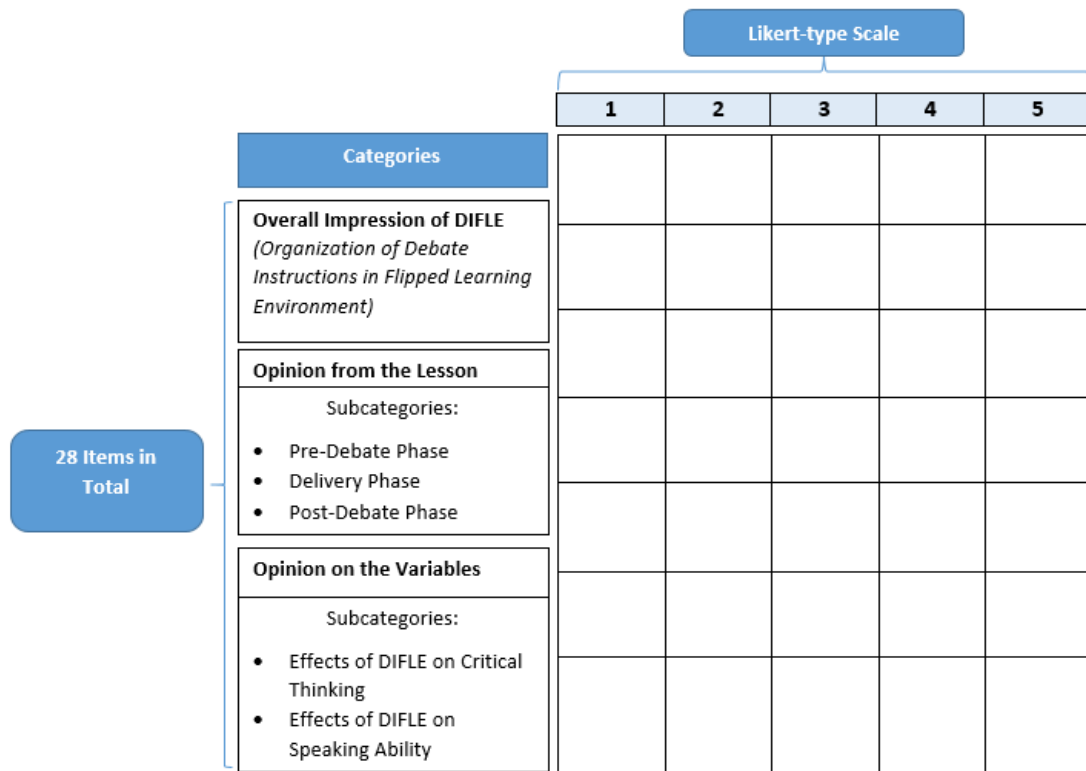 Likert-type Scale
1 2 3 4 5
Categories
Overall Impression of DIFLE
(Organization of Debate
Instructions in Flipped Learning
Environment)
Opinion from the Lesson
Subcategories:
• Pre-Debate Phase
• Delivery Phase
• Post-Debate Phase
28 Items in
Total
Opinion on the Variables
Subcategories:
• Effects of DIFLE on Critical
Thinking
• Effects of DIFLE on
Speaking Ability